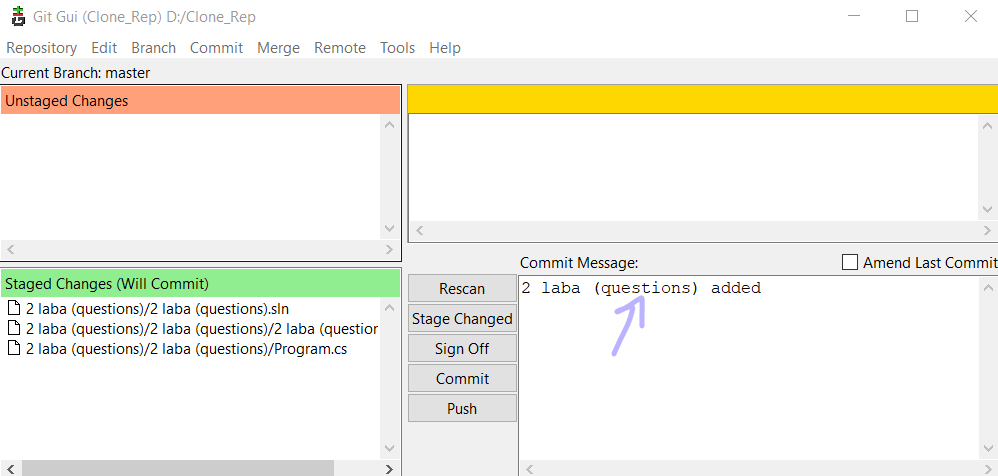 Git Gui (Clone_Rep) D:/Clone_Rep
Repository Edit Branch Commit Merge Remote Tools Help
Current Branch: master
Unstaged Changes
Staged Changes (Will Commit)
2 laba (questions)/2 laba (questions).sln
2 laba (questions)/2 laba (questions)/2 laba (question
2 laba (questions)/2 laba (questions)/Program.cs
Rescan
Stage Changed
Sign Off
Commit
Push
Commit Message:
Amend Last Commit
2 laba (questions) added